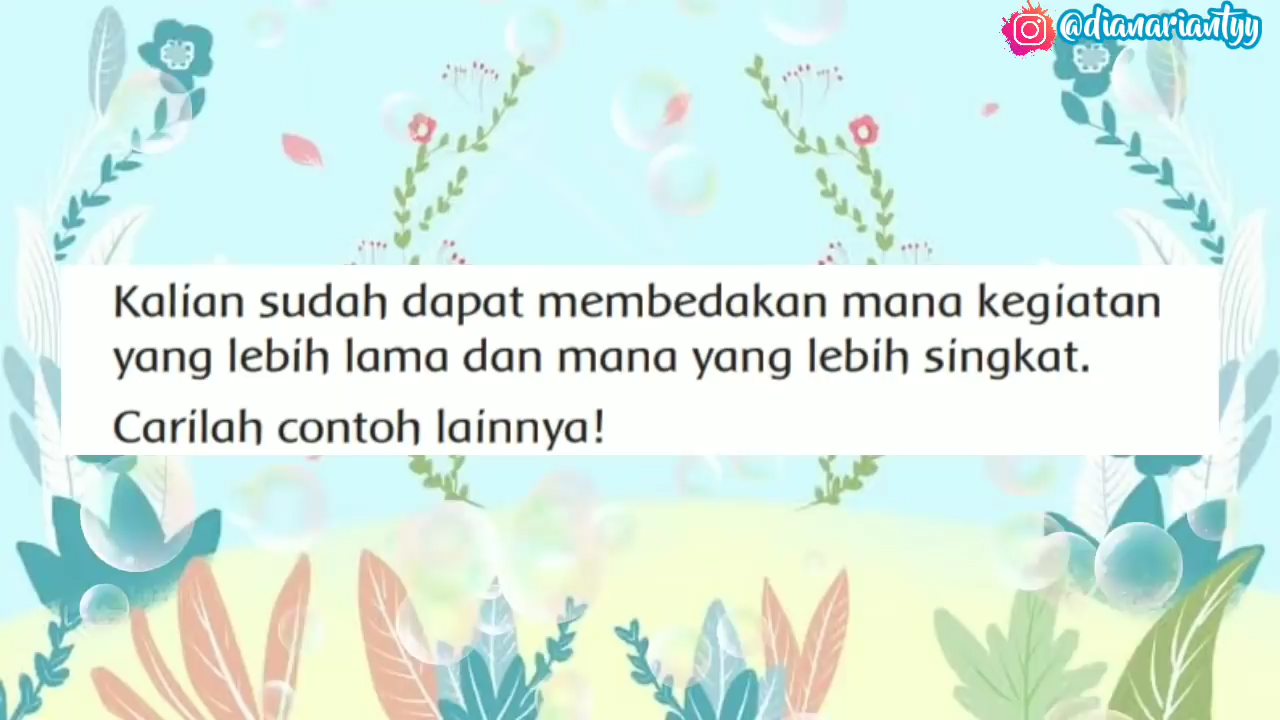 @dianariantyy
Kalian sudah dapat membedakan mana kegiatan
yang lebih lama dan mana yang lebih singkat.
Carilah contoh lainnya!